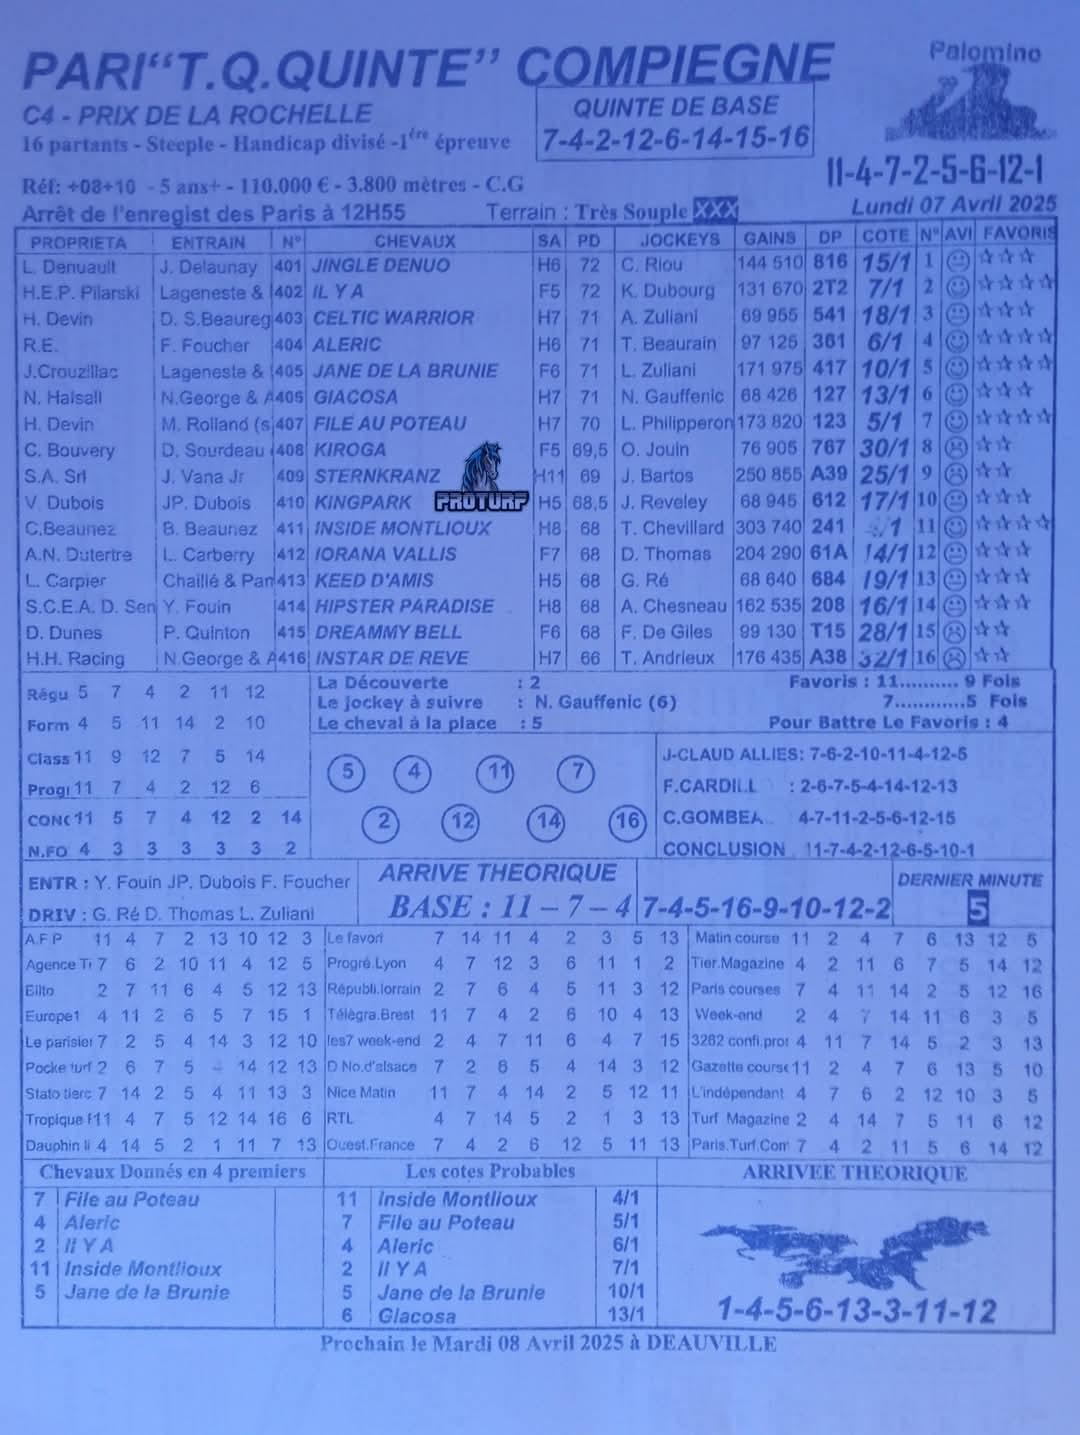 PARI“T.Q.QUINTE” COMPIEGNE
Palomino
C4 - PRIX DE LA ROCHELLE
QUINTE DE BASE
16 partants - Steeple - Handicap divisé -1ère épreuve
7-4-2-12-6-14-15-16
11-4-7-2-5-6-12-1
Réf: +08+10 - 5 ans+ - 110.000 € - 3.800 mètres - C.G
Arrêt de l'enregist des Paris à 12H55 Terrain : Très Souple XXX Lundi 07 Avril 2025
PROPRIETA ENTRAIN N° CHEVAUX SA PD JOCKEYS GAINS DP COTE N° AVI FAVORIS
L. Denuault J. Delaunay 401 JINGLE DENUO H6 72 C. Riou 144 510 816 15/1 1 ☆☆☆
H.E.P. Pilarski Lageneste & 402 IL Y A F5 72 K. Dubourg 131 670 2T2 7/1 2 ☆☆☆☆
H. Devin D. S.Beaureg 403 CELTIC WARRIOR H7 71 A. Zuliani 69 955 541 18/1 3 ☆☆☆
R.E. F. Foucher 404 ALERIC H6 71 T. Beaurain 97 125 361 6/1 4 ☆☆☆☆
J.Crouzillac Lageneste & 405 JANE DE LA BRUNIE F6 71 L. Zuliani 171 975 417 10/1 5 ☆☆☆☆
N. Halsall N.George & A 406 GIACOSA H7 71 N. Gauffenic 68 426 127 13/1 6 ☆☆☆
H. Devin M. Rolland (s 407 FILE AU POTEAU H7 70 L. Philipperon 173 820 123 5/1 7 ☆☆☆☆
C. Bouvery D. Sourdeau 408 KIROGA F5 69,5 O. Jouin 76 905 767 30/1 8 ☆☆
S.A. Srl J. Vana Jr 409 STERNKRANZ H11 69 J. Bartos 250 855 A39 25/1 9 ☆☆
V. Dubois JP. Dubois 410 KINGPARK PROTURF H5 68,5 J. Reveley 68 945 612 17/1 10 ☆☆☆
C.Beaunez B. Beaunez 411 INSIDE MONTLIOUX H8 68 T. Chevillard 303 740 241 /1 11 ☆☆☆☆
A.N. Dutertre L. Carberry 412 IORANA VALLIS F7 68 D. Thomas 204 290 61A 14/1 12 ☆☆☆
L. Carpier Chaillé & Pan 413 KEED D'AMIS H5 68 G. Ré 68 640 684 19/1 13 ☆☆☆
S.C.E.A. D. Sen Y. Fouin 414 HIPSTER PARADISE H8 68 A. Chesneau 162 535 208 16/1 14 ☆☆☆
D. Dunes P. Quinton 415 DREAMMY BELL F6 68 F. De Giles 99 130 T15 28/1 15 ☆☆
H.H. Racing N.George & A 416 INSTAR DE REVE H7 66 T. Andrieux 176 435 A38 32/1 16 ☆☆
Régu 5 7 4 2 11 12
Form 4 5 11 14 2 10
Class 11 9 12 7 5 14
Progr 11 7 4 2 12 6
CONC 11 5 7 4 12 2 14
N.FO 4 3 3 3 3 3 2
La Découverte : 2
Le jockey à suivre : N. Gauffenic (6)
Le cheval à la place : 5
Favoris : 11.......... 9 Fois
7............5 Fois
Pour Battre Le Favoris : 4
5 4 11 7
2 12 14 16
J-CLAUD ALLIES: 7-6-2-10-11-4-12-5
F.CARDILL : 2-6-7-5-4-14-12-13
C.GOMBEA 4-7-11-2-5-6-12-15
CONCLUSION 11-7-4-2-12-6-5-10-1
ENTR : Y. Fouin JP. Dubois F. Foucher
DRIV : G. Ré D. Thomas L. Zuliani
ARRIVE THEORIQUE
BASE : 11 – 7 – 4 7-4-5-16-9-10-12-2
DERNIER MINUTE
5
A.F P 11 4 7 2 13 10 12 3 Le favori 7 14 11 4 2 3 5 13 Matin course 11 2 4 7 6 13 12 5
Agence Ti 7 6 2 10 11 4 12 5 Progré.Lyon 4 7 12 3 6 11 1 2 Tier.Magazine 4 2 11 6 7 5 14 12
Bilto 2 7 11 6 4 5 12 13 Républi.lorrain 2 7 6 4 5 11 3 12 Paris courses 7 4 11 14 2 5 12 16
Europe1 4 11 2 6 5 7 15 1 Télégra.Brest 11 7 4 2 6 10 4 13 Week-end 2 4 7 14 11 6 3 5
Le parisier 7 2 5 4 14 3 12 10 les7 week-end 2 4 7 11 6 4 7 15 3262 confi.pror 4 11 7 14 5 2 3 13
Pocke turf 2 6 7 5 14 12 13 D No.d'alsace 7 2 6 5 4 14 3 12 Gazette course 11 2 4 7 6 13 5 10
Stato tierc 7 14 2 5 4 11 13 3 Nice Matin 11 7 4 14 2 5 12 11 L'indépendant 4 7 6 2 12 10 3 5
Tropique F 11 4 7 5 12 14 16 6 RTL 4 7 14 5 2 1 3 13 Turf Magazine 2 4 14 7 5 11 6 12
Dauphin li 4 14 5 2 1 11 7 13 Ouest.France 7 4 2 6 12 5 11 13 Paris.Turf.Com 7 4 2 11 5 6 14 12
Chevaux Donnés en 4 premiers
7 File au Poteau
4 Aleric
2 Il Y A
11 Inside Montlioux
5 Jane de la Brunie
Les cotes Probables
11 Inside Montlioux 4/1
7 File au Poteau 5/1
4 Aleric 6/1
2 Il Y A 7/1
5 Jane de la Brunie 10/1
6 Giacosa 13/1
ARRIVEE THEORIQUE
1-4-5-6-13-3-11-12
Prochain le Mardi 08 Avril 2025 à DEAUVILLE